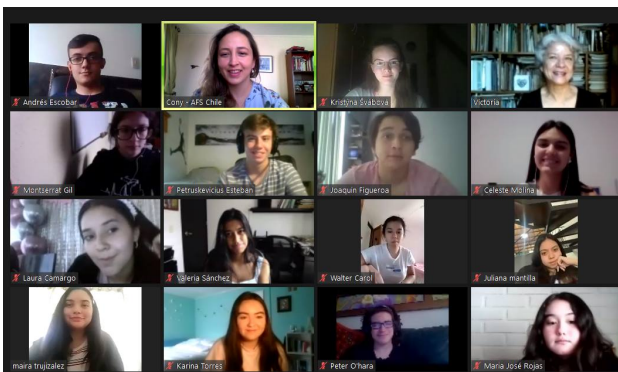 Andrés Escobar
Cony - AFS Chile
Kristýna Švábová
Victoria
Montserrat Gil
Petruskevicius Esteban
Joaquin Figueroa
Celeste Molina
Laura Camargo
Valeria Sánchez
Walter Carol
Juliana mantilla
maira trujizalez
Karina Torres
Peter O'hara
Maria José Rojas